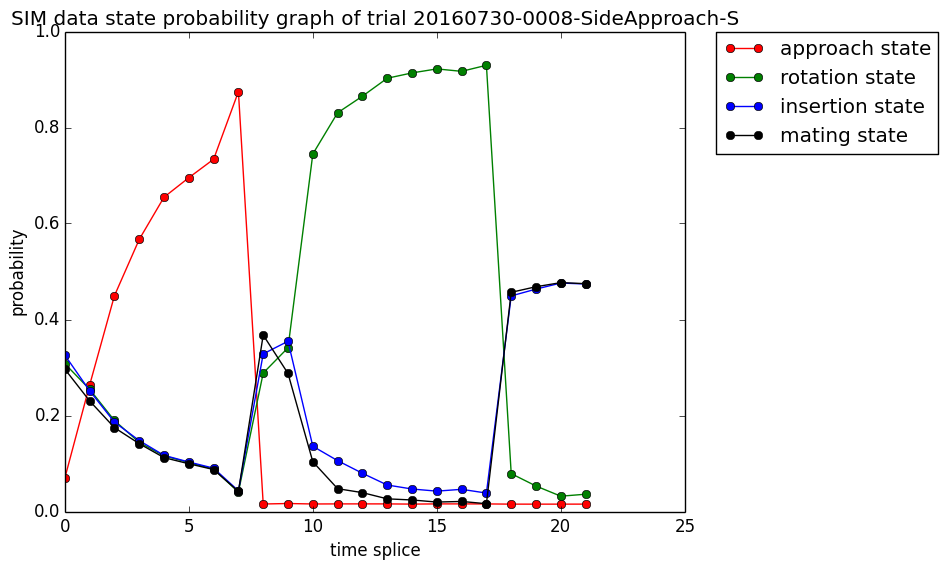 SIM data state probability graph of trial 20160730-0008-SideApproach-S
1.0
0.8
0.6
0.4
0.2
0.0
probability
0
5
10
15
20
25
time splice
approach state
rotation state
insertion state
mating state